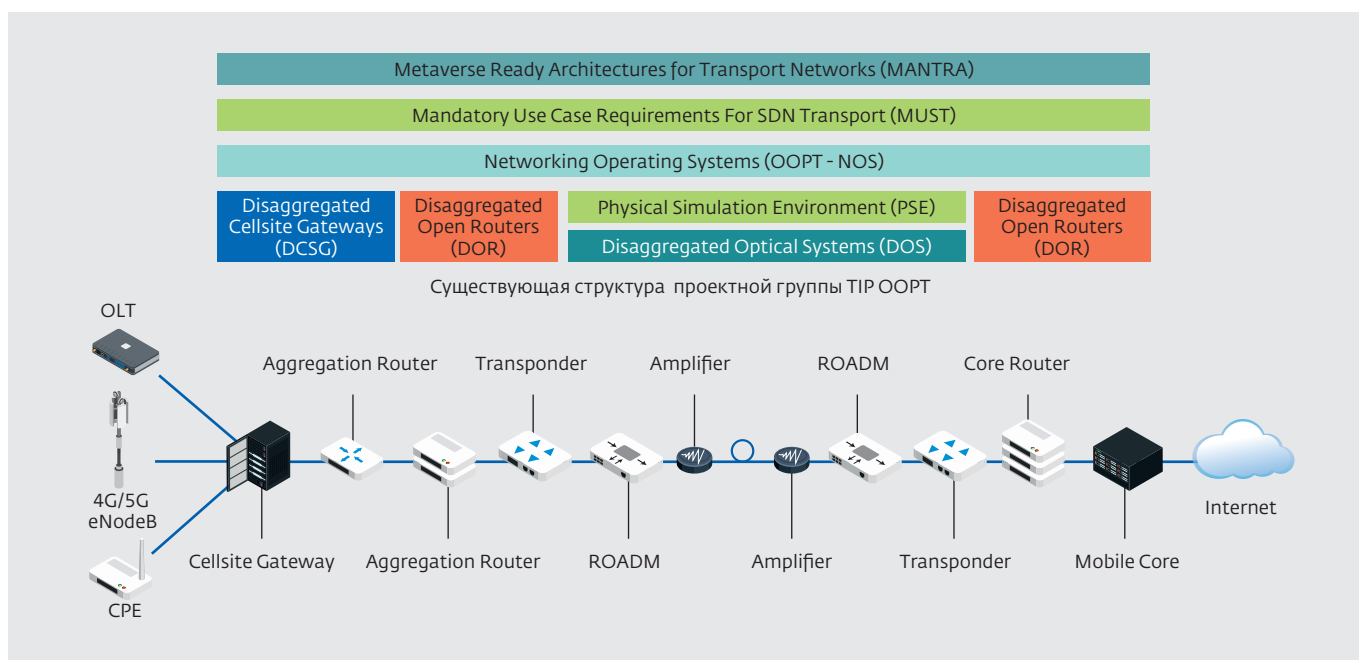 Metaverse Ready Architectures for Transport Networks (MANTRA)
Mandatory Use Case Requirements For SDN Transport (MUST)
Networking Operating Systems (OOPT - NOS)
Disaggregated
Cellsite Gateways
(DCSG)
Disaggregated
Open Routers
(DOR)
Physical Simulation Environment (PSE)
Disaggregated Optical Systems (DOS)
Disaggregated
Open Routers
(DOR)
Существующая структура проектной группы TIP OOPT
OLT
Aggregation Router
Transponder
Amplifier
ROADM
Core Router
4G/5G
eNodeB
Internet
Cellsite Gateway
Aggregation Router
ROADM
Amplifier
Transponder
Mobile Core
CPE